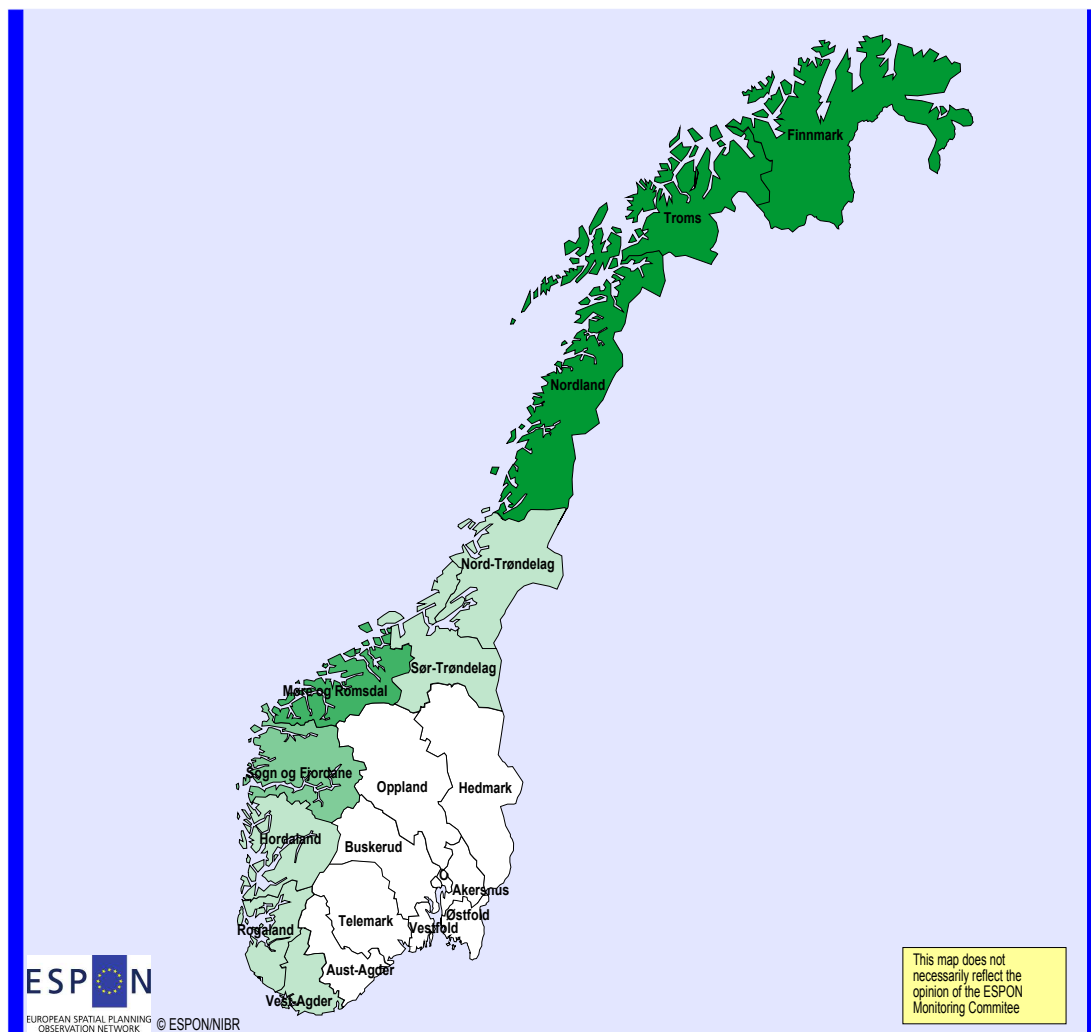 Finnmark
Troms
Nordland
Nord-Trøndelag
Sør-Trøndelag
Møre og Romsdal
Sogn og Fjordane
Oppland
Hedmark
Hordaland
Buskerud
O
Akershus
Østfold
Telemark
Vestfold
Rogaland
Aust-Agder
Vest-Agder
ESPON
EUROPEAN SPATIAL PLANNING
OBSERVATION NETWORK
© ESPON/NIBR
This map does not
necessarily reflect the
opinion of the ESPON
Monitoring Commitee